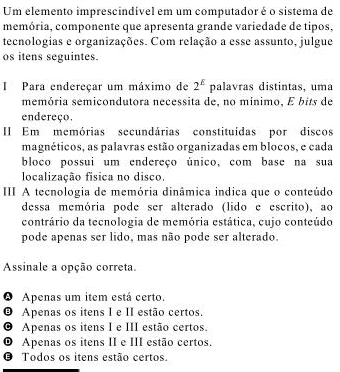 Um elemento imprescindível em um computador é o sistema de
memória, componente que apresenta grande variedade de tipos,
tecnologias e organizações. Com relação a esse assunto, julgue
os itens seguintes.
I Para endereçar um máximo de 2^E palavras distintas, uma
memória semicondutora necessita de, no mínimo, E bits de
endereço.
II Em memórias secundárias constituídas por discos
magnéticos, as palavras estão organizadas em blocos, e cada
bloco possui um endereço único, com base na sua
localização física no disco.
III A tecnologia de memória dinâmica indica que o conteúdo
dessa memória pode ser alterado (lido e escrito), ao
contrário da tecnologia de memória estática, cujo conteúdo
pode apenas ser lido, mas não pode ser alterado.
Assinale a opção correta.
A Apenas um item está certo.
B Apenas os itens I e II estão certos.
C Apenas os itens I e III estão certos.
D Apenas os itens II e III estão certos.
E Todos os itens estão certos.